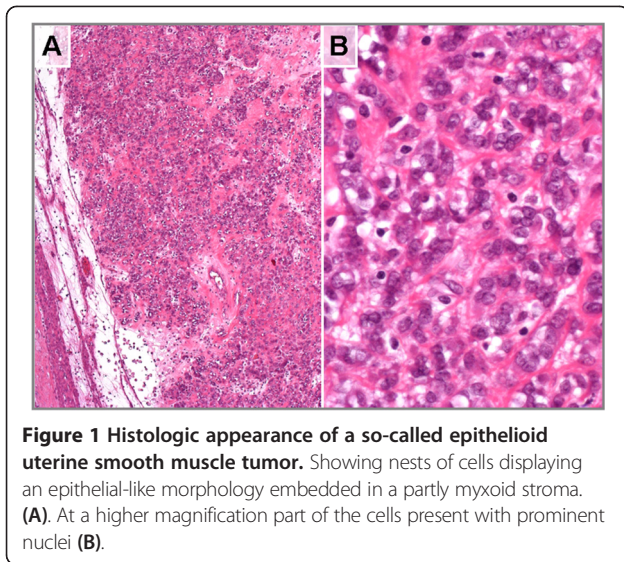 A
B
Figure 1 Histologic appearance of a so-called epithelioid
uterine smooth muscle tumor. Showing nests of cells displaying
an epithelial-like morphology embedded in a partly myxoid stroma.
(A). At a higher magnification part of the cells present with prominent
nuclei (B).